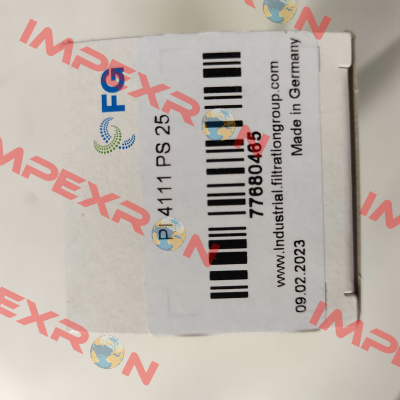 FG
PI 4111 PS 25
77680465
www.Industrial.filtrationgroup.com
Made in Germany
09.02.2023
IMPEXRON
IMPEXRON
IMPEXRON
IMPEXRON
IMPEXRON
IMPEXRON